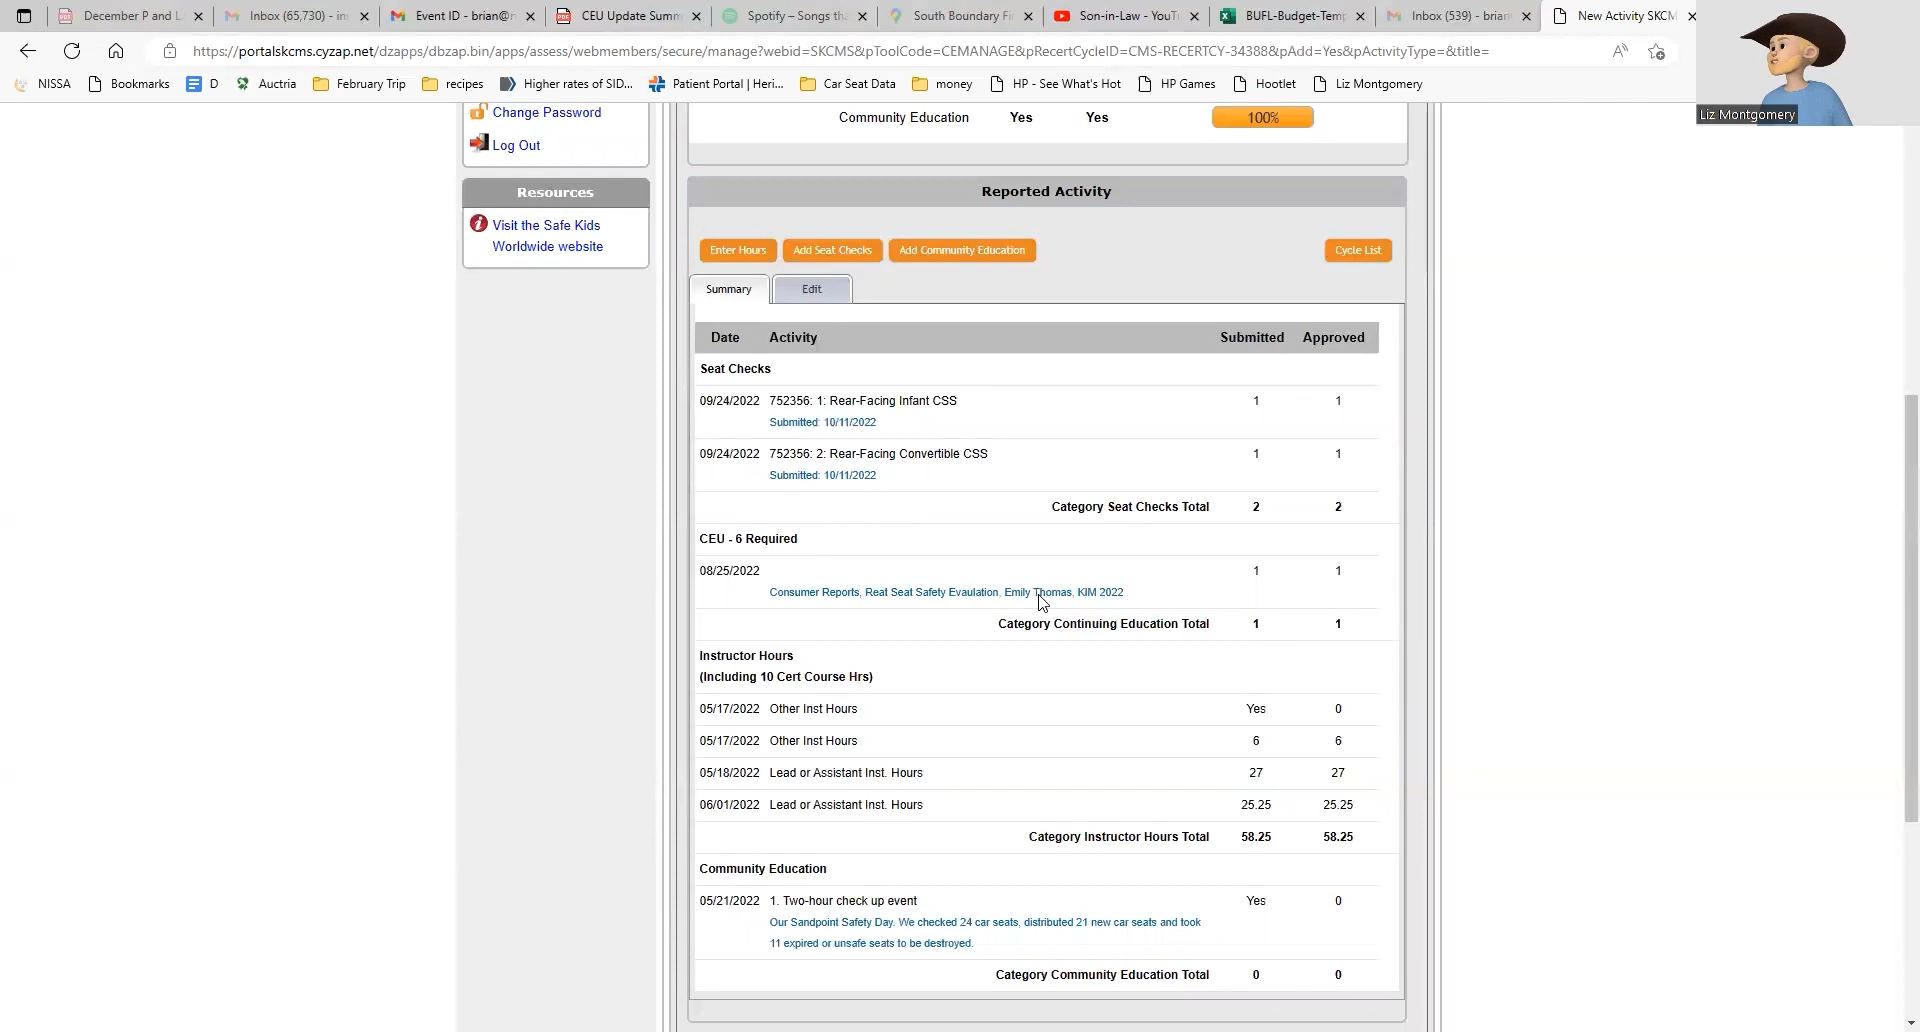 December P and L
Inbox (65,730) - in
Event ID - brian@r
CEU Update Summ
Spotify – Songs tha
South Boundary Fi
Son-in-Law - YouT
BUFL-Budget-Temp
Inbox (539) - brian
New Activity SKCM
https://portalskcms.cyzap.net/dzapps/dbzap.bin/apps/assess/webmembers/secure/manage?webid=SKCMS&pToolCode=CEMANAGE&pRecertCycleID=CMS-RECERTCY-34388&pAdd=Yes&pActivityType=&title=
NISSA
Bookmarks
D
Auctria
February Trip
recipes
Higher rates of SID...
Patient Portal | Heri...
Car Seat Data
money
HP - See What's Hot
HP Games
Hootlet
Liz Montgomery
Liz Montgomery
Change Password
Log Out
Resources
Visit the Safe Kids
Worldwide website
Community Education Yes Yes 100%
Reported Activity
Enter Hours Add Seat Checks Add Community Education Cycle List
Summary Edit
Date Activity Submitted Approved
Seat Checks
09/24/2022 752356: 1: Rear-Facing Infant CSS 1 1
Submitted: 10/11/2022
09/24/2022 752356: 2: Rear-Facing Convertible CSS 1 1
Submitted: 10/11/2022
Category Seat Checks Total 2 2
CEU - 6 Required
08/25/2022 1 1
Consumer Reports, Reat Seat Safety Evaulation, Emily Thomas, KIM 2022
Category Continuing Education Total 1 1
Instructor Hours
(Including 10 Cert Course Hrs)
05/17/2022 Other Inst Hours Yes 0
05/17/2022 Other Inst Hours 6 6
05/18/2022 Lead or Assistant Inst. Hours 27 27
06/01/2022 Lead or Assistant Inst. Hours 25.25 25.25
Category Instructor Hours Total 58.25 58.25
Community Education
05/21/2022 1. Two-hour check up event Yes 0
Our Sandpoint Safety Day. We checked 24 car seats, distributed 21 new car seats and took
11 expired or unsafe seats to be destroyed.
Category Community Education Total 0 0